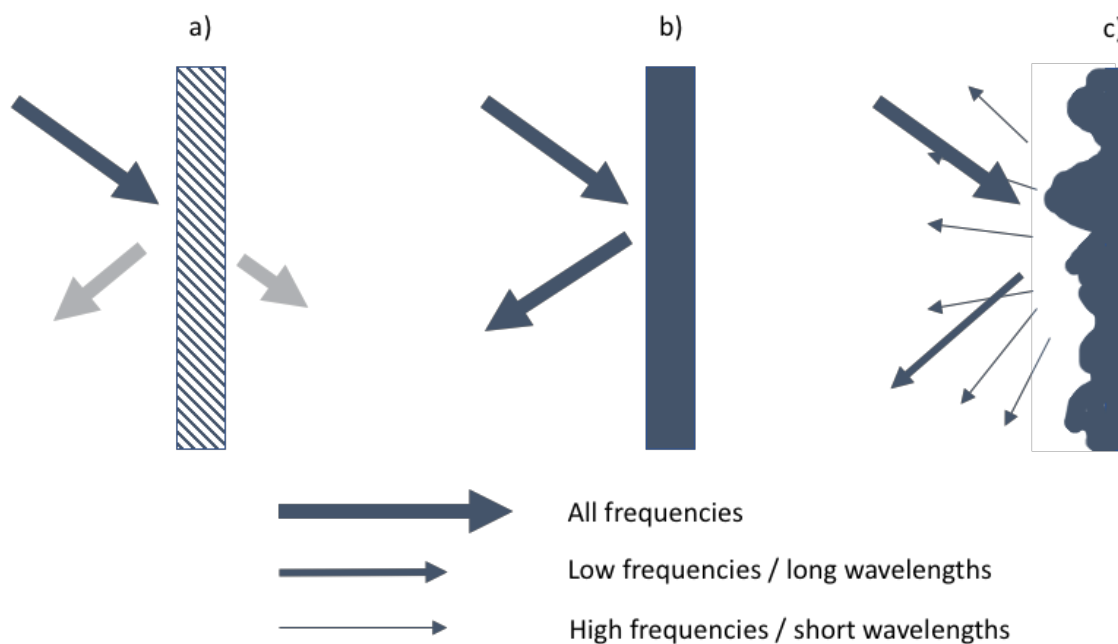 a)
b)
c)
All frequencies
Low frequencies / long wavelengths
High frequencies / short wavelengths